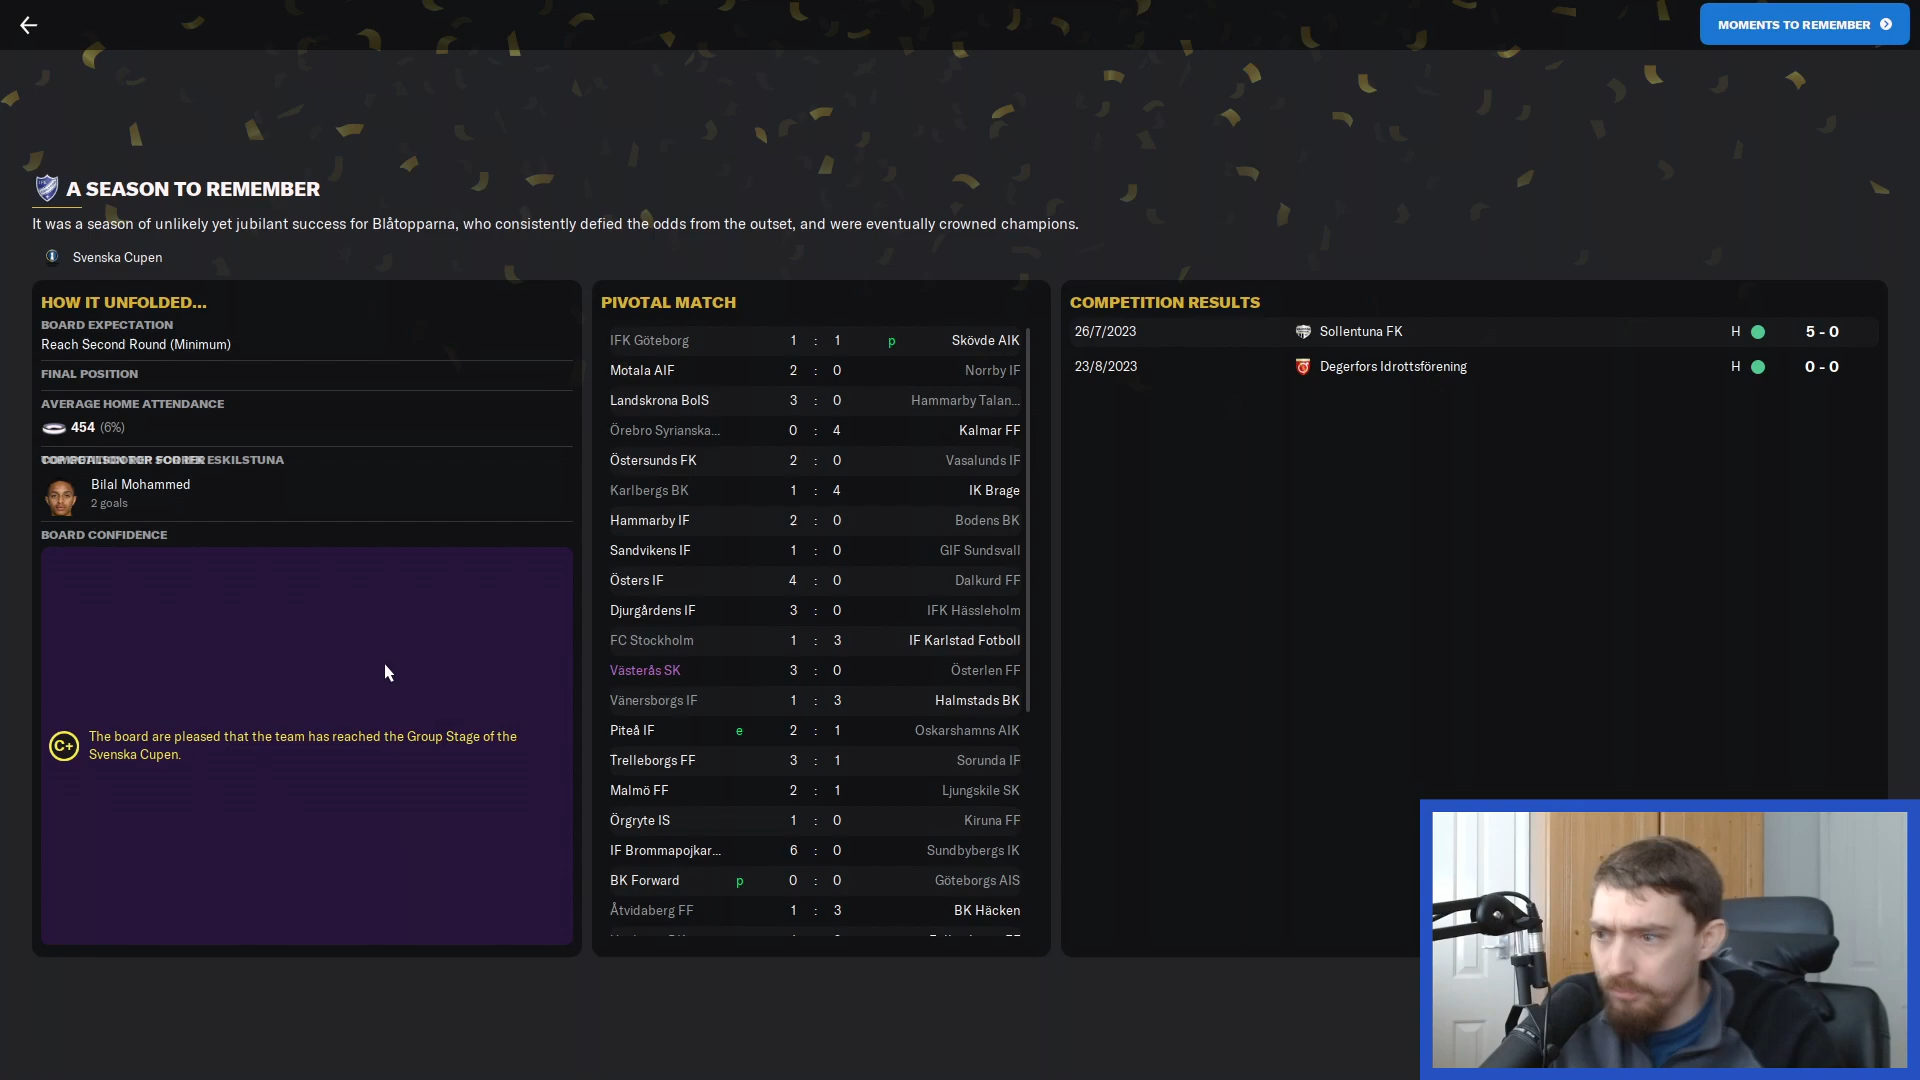 MOMENTS TO REMEMBER
A SEASON TO REMEMBER
It was a season of unlikely yet jubilant success for Blåtopparna, who consistently defied the odds from the outset, and were eventually crowned champions.
Svenska Cupen
HOW IT UNFOLDED...
BOARD EXPECTATION
Reach Second Round (Minimum)
FINAL POSITION
AVERAGE HOME ATTENDANCE
454 (6%)
ESKILSTUNA
Bilal Mohammed
2 goals
BOARD CONFIDENCE
C+
The board are pleased that the team has reached the Group Stage of the
Svenska Cupen.
PIVOTAL MATCH
IFK Göteborg 1 : 1 p Skövde AIK
Motala AIF 2 : 0 Norrby IF
Landskrona BoIS 3 : 0 Hammarby Talan...
Örebro Syrianska... 0 : 4 Kalmar FF
Östersunds FK 2 : 0 Vasalunds IF
Karlbergs BK 1 : 4 IK Brage
Hammarby IF 2 : 0 Bodens BK
Sandvikens IF 1 : 0 GIF Sundsvall
Östers IF 4 : 0 Dalkurd FF
Djurgårdens IF 3 : 0 IFK Hässleholm
FC Stockholm 1 : 3 IF Karlstad Fotboll
Västerås SK 3 : 0 Österlen FF
Vänersborgs IF 1 : 3 Halmstads BK
Piteå IF e 2 : 1 Oskarshamns AIK
Trelleborgs FF 3 : 1 Sorunda IF
Malmö FF 2 : 1 Ljungskile SK
Örgryte IS 1 : 0 Kiruna FF
IF Brommapojkar... 6 : 0 Sundbybergs IK
BK Forward p 0 : 0 Göteborgs AIS
Åtvidaberg FF 1 : 3 BK Häcken
COMPETITION RESULTS
26/7/2023 Sollentuna FK H 5 - 0
23/8/2023 Degerfors Idrottsförening H 0 - 0